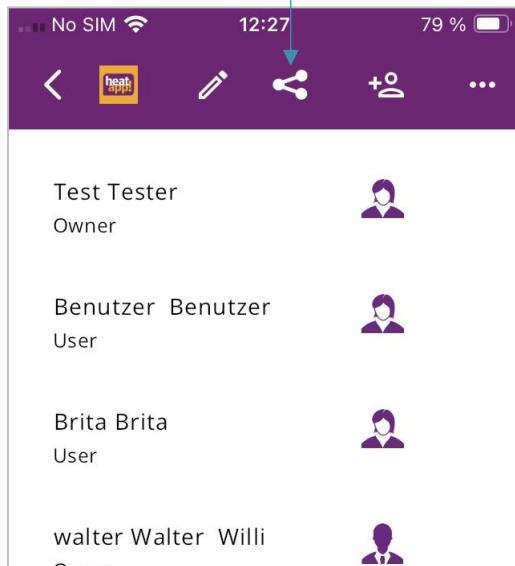 No SIM 12:27 79 %
heat
app!
Test Tester
Owner
Benutzer Benutzer
User
Brita Brita
User
walter Walter Willi